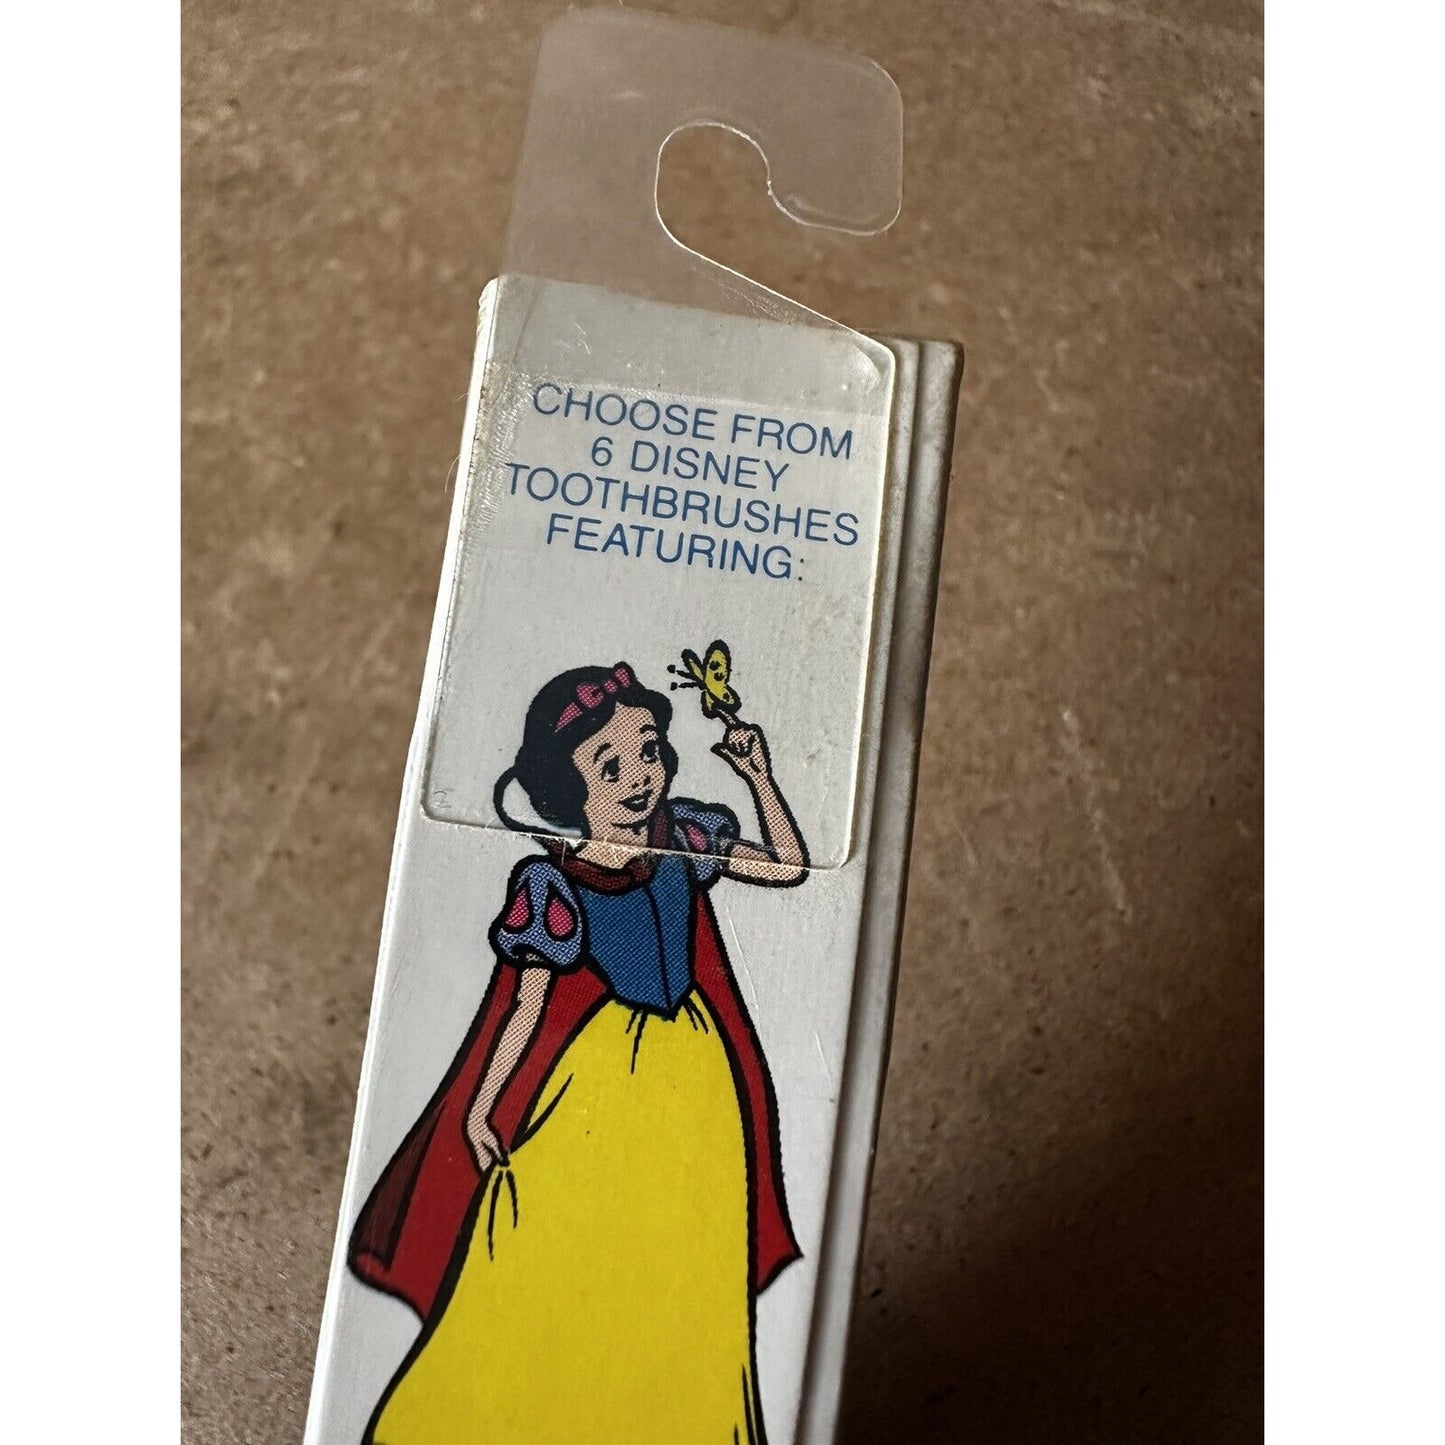 CHOOSE FROM
6 DISNEY
TOOTHBRUSHES
FEATURING: